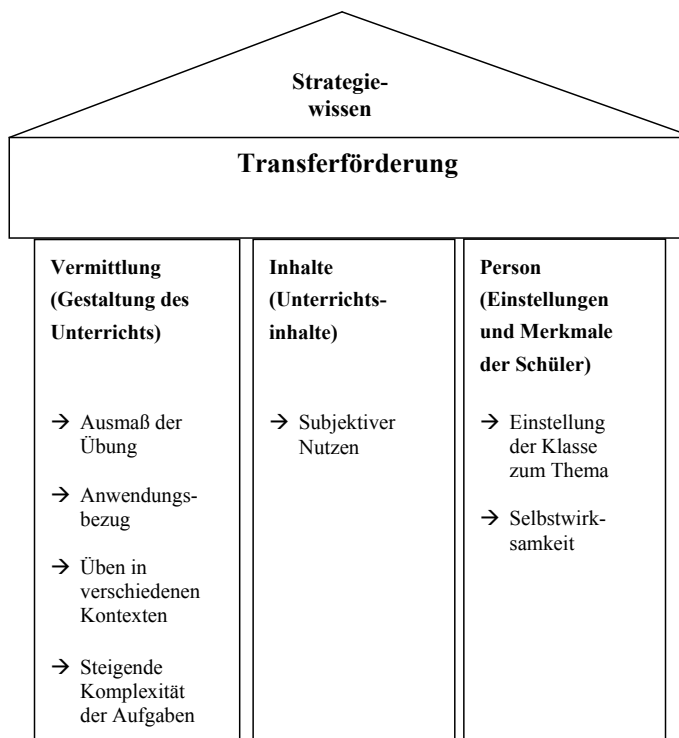 Strategie-
wissen
Transferförderung
Vermittlung
(Gestaltung des
Unterrichts)
→ Ausmaß der
Übung
→ Anwendungs-
bezug
→ Üben in
verschiedenen
Kontexten
→ Steigende
Komplexität
der Aufgaben
Inhalte
(Unterrichts-
inhalte)
→ Subjektiver
Nutzen
Person
(Einstellungen
und Merkmale
der Schüler)
→ Einstellung
der Klasse
zum Thema
→ Selbstwirk-
samkeit